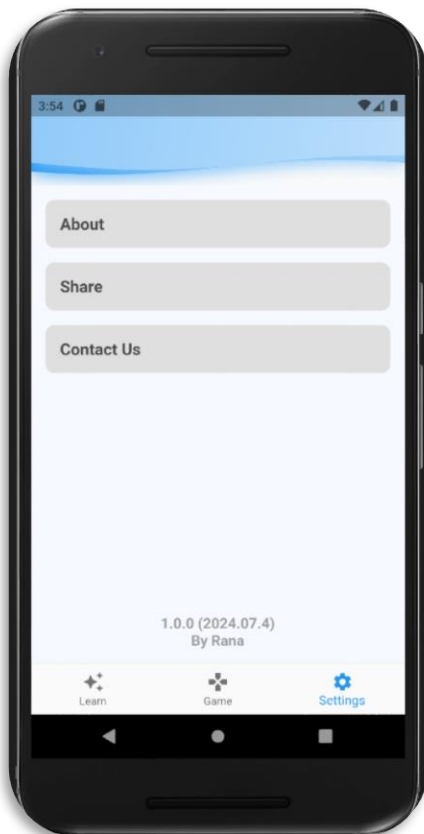 3:54
About
Share
Contact Us
1.0.0 (2024.07.4)
By Rana
Learn
Game
Settings